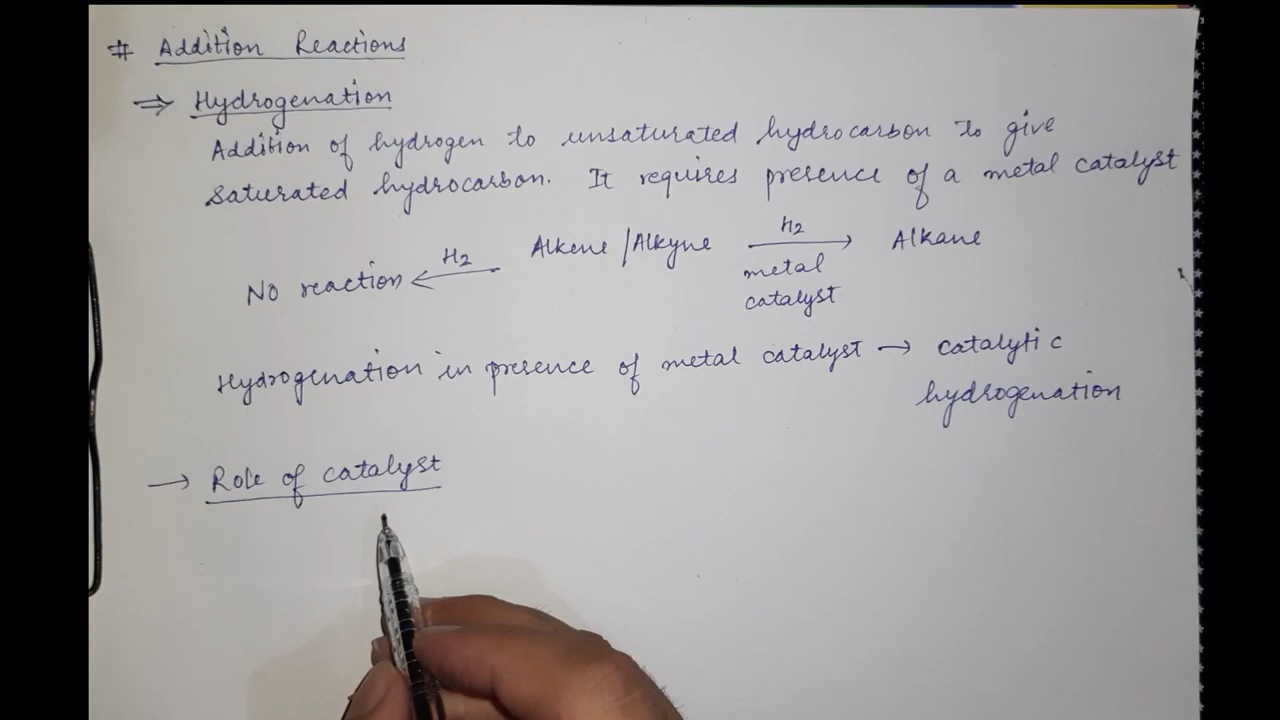 # Addition Reactions
⇒ Hydrogenation
Addition of hydrogen to unsaturated hydrocarbon to give
saturated hydrocarbon. It requires presence of a metal catalyst
No reaction ←H2 Alkene/Alkyne H2→ Alkane
metal
catalyst
Hydrogenation in presence of metal catalyst → catalytic
hydrogenation
→ Role of catalyst